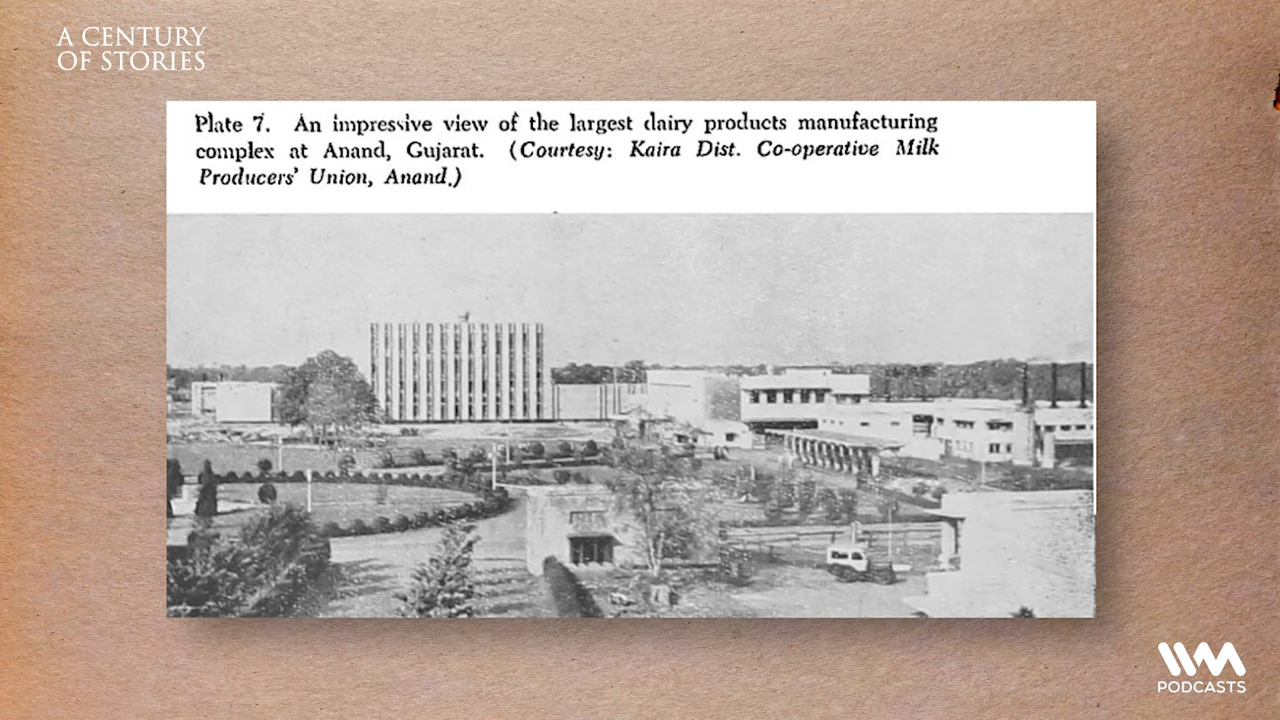 A CENTURY
OF STORIES
Plate 7. An impressive view of the largest dairy products manufacturing
complex at Anand, Gujarat. (Courtesy: Kaira Dist. Co-operative Milk
Producers' Union, Anand.)
IVM
PODCASTS